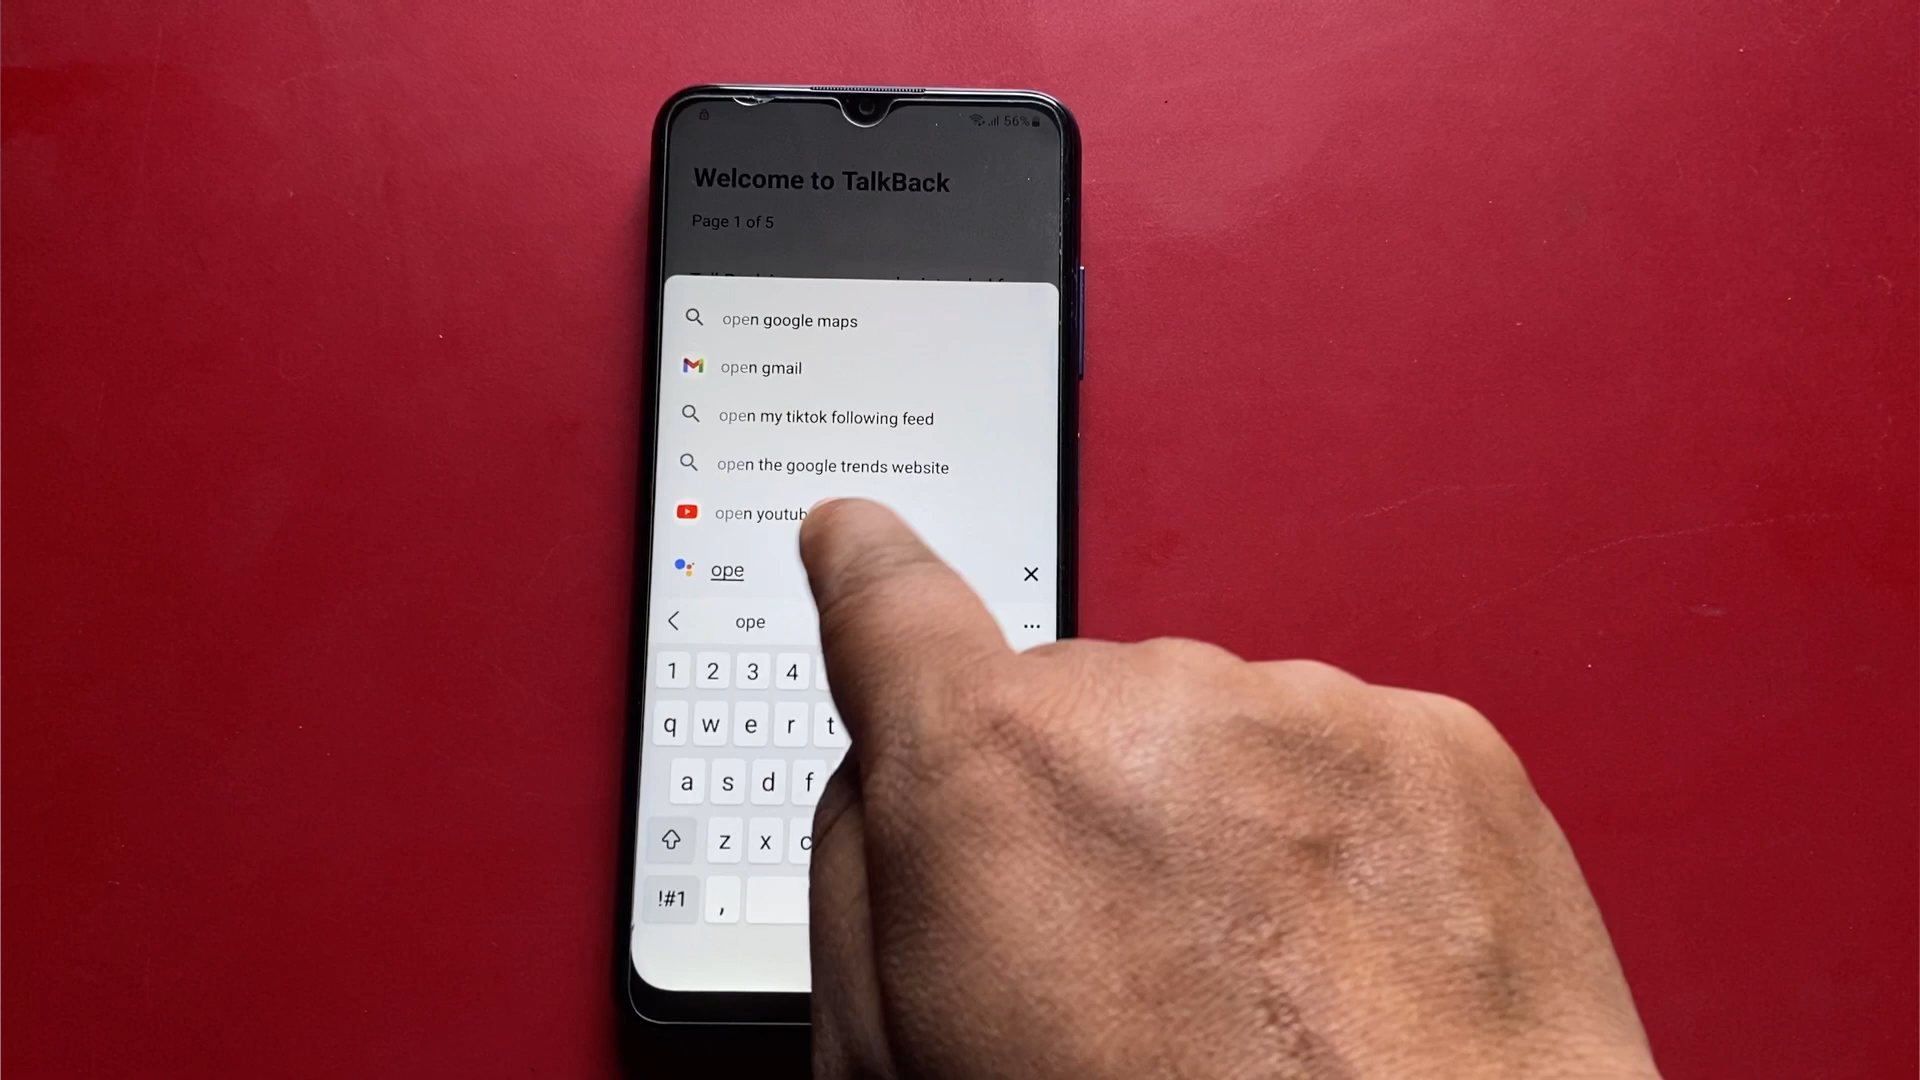 56%
Welcome to TalkBack
Page 1 of 5
open google maps
open gmail
open my tiktok following feed
open the google trends website
open youtub
ope
ope
1 2 3 4
q w e r t
a s d f
z x c
!#1 ,